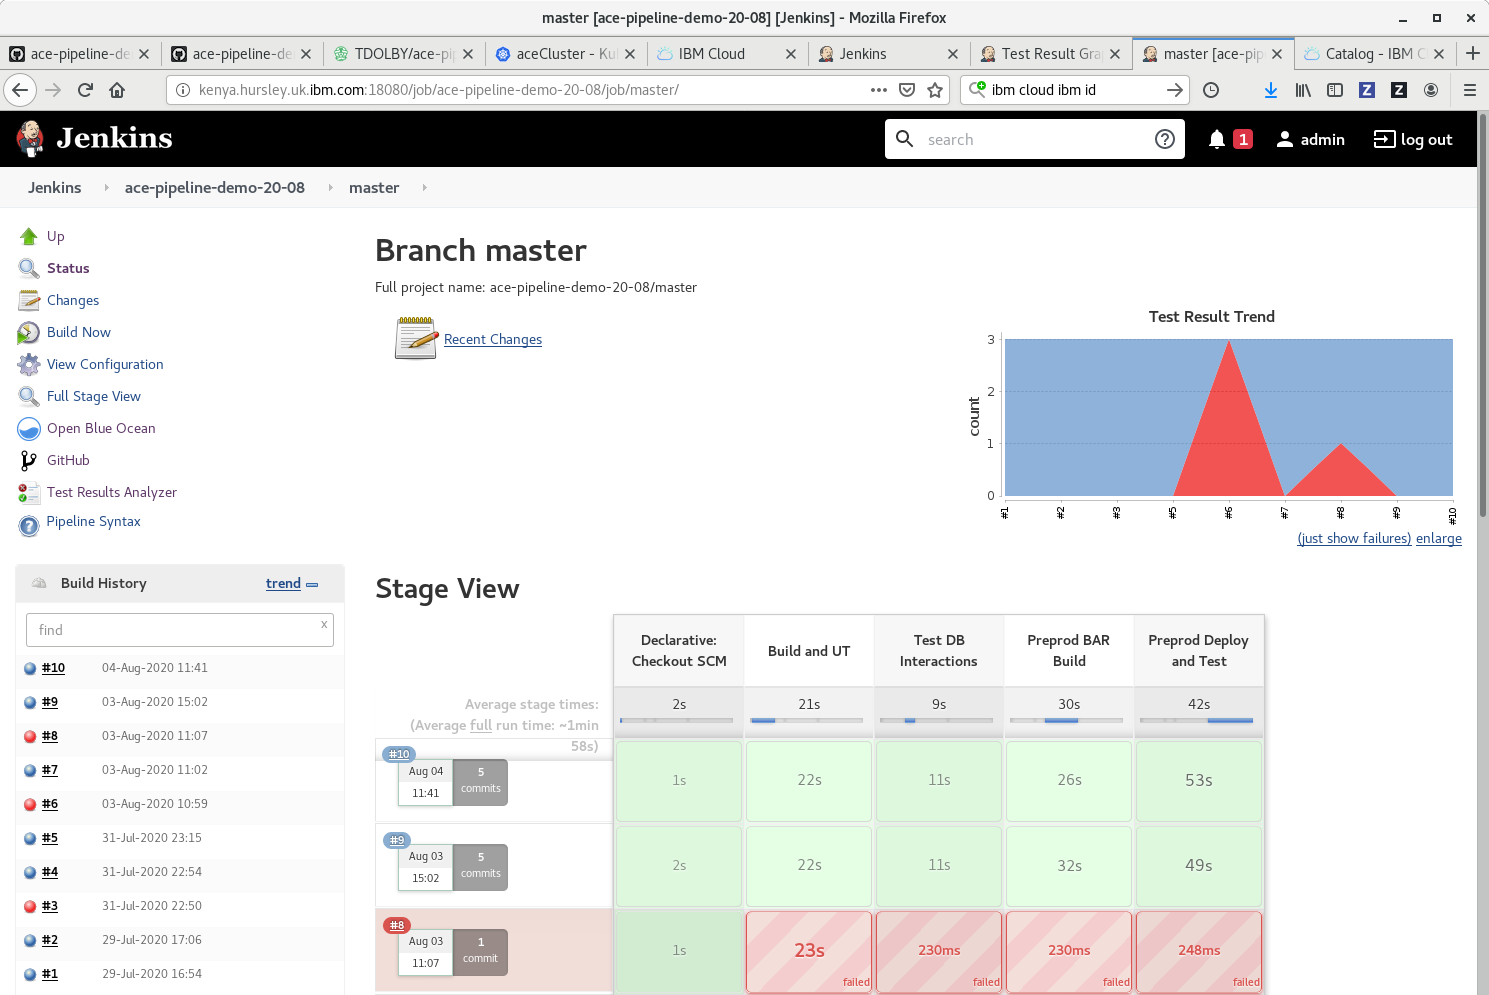 master [ace-pipeline-demo-20-08] [Jenkins] - Mozilla Firefox
ace-pipeline-de
ace-pipeline-de
TDOLBY/ace-pip
aceCluster - Kul
IBM Cloud
Jenkins
Test Result Gra
master [ace-pip
Catalog - IBM C
kenya.hursley.uk.ibm.com:18080/job/ace-pipeline-demo-20-08/job/master/
ibm cloud ibm id
Jenkins
search
1
admin
log out
Jenkins
ace-pipeline-demo-20-08
master
Up
Status
Changes
Build Now
View Configuration
Full Stage View
Open Blue Ocean
GitHub
Test Results Analyzer
Pipeline Syntax
Build History
trend
find
x
#10 04-Aug-2020 11:41
#9 03-Aug-2020 15:02
#8 03-Aug-2020 11:07
#7 03-Aug-2020 11:02
#6 03-Aug-2020 10:59
#5 31-Jul-2020 23:15
#4 31-Jul-2020 22:54
#3 31-Jul-2020 22:50
#2 29-Jul-2020 17:06
#1 29-Jul-2020 16:54
Branch master
Full project name: ace-pipeline-demo-20-08/master
Recent Changes
Test Result Trend
count
3
2
1
0
#1 #2 #3 #5 #6 #7 #8 #9 #10
(just show failures) enlarge
Stage View
Declarative:
Checkout SCM
Build and UT
Test DB
Interactions
Preprod BAR
Build
Preprod Deploy
and Test
Average stage times:
(Average full run time: ~1min
58s)
2s 21s 9s 30s 42s
#10
Aug 04
11:41
5
commits
1s 22s 11s 26s 53s
#9
Aug 03
15:02
5
commits
2s 22s 11s 32s 49s
#8
Aug 03
11:07
1
commit
1s 23s 230ms 230ms 248ms
failed failed failed failed